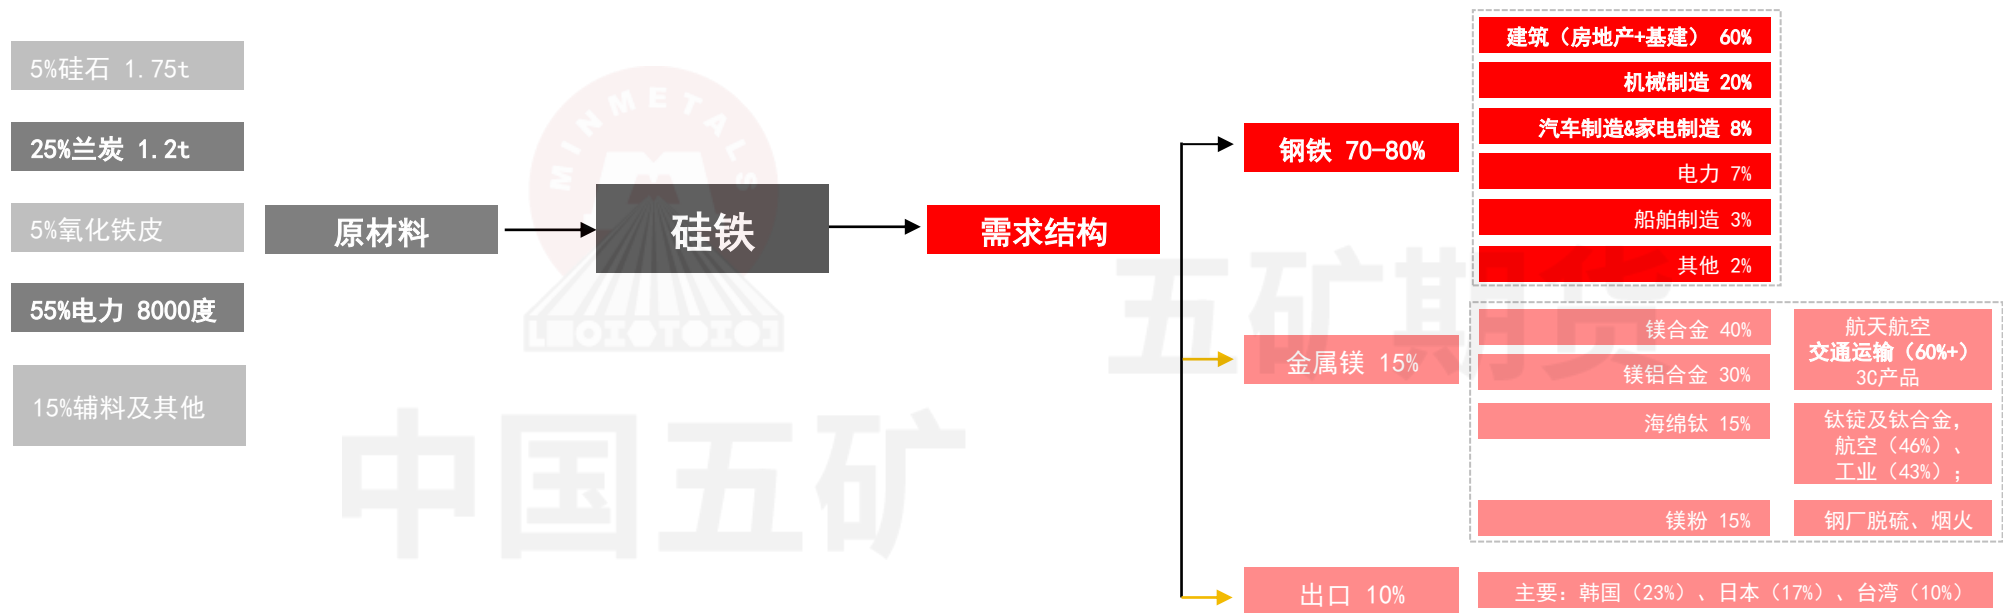 5%硅石 1.75t
25%兰炭 1.2t
5%氧化铁皮
55%电力 8000度
15%辅料及其他
原材料
硅铁
需求结构
钢铁 70-80%
建筑（房地产+基建） 60%
机械制造 20%
汽车制造&家电制造 8%
电力 7%
船舶制造 3%
其他 2%
金属镁 15%
镁合金 40%
航天航空
交通运输（60%+）
3C产品
镁铝合金 30%
海绵钛 15%
钛锭及钛合金，
航空（46%）、
工业（43%）；
镁粉 15%
钢厂脱硫、烟火
出口 10%
主要：韩国（23%）、日本（17%）、台湾（10%）
MINMETALS
中国五矿
五矿期货